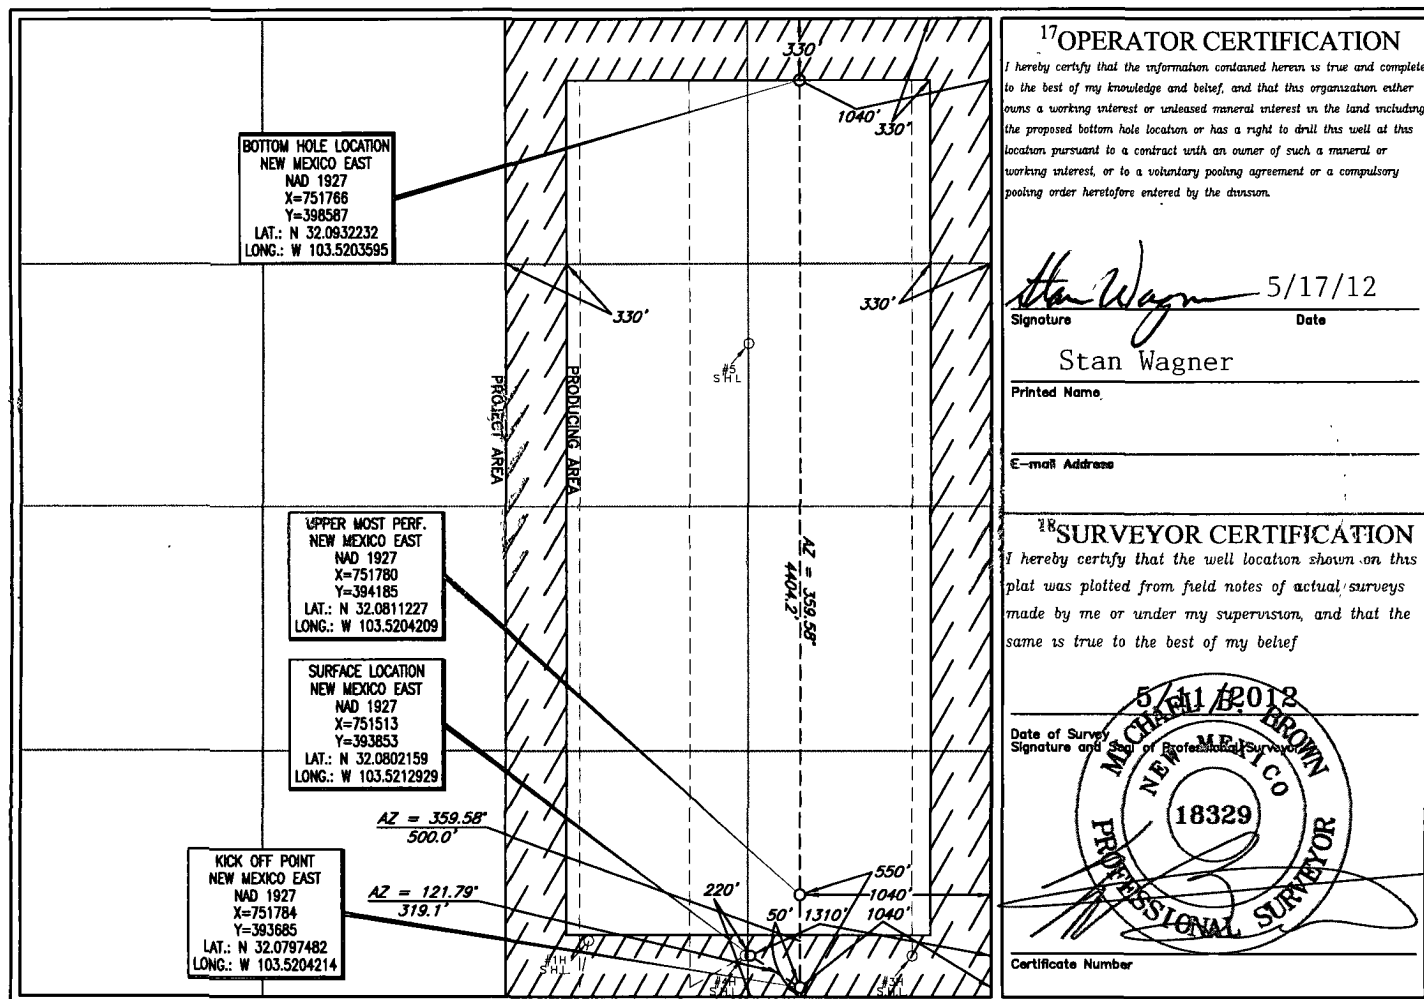 330'
1040'
330'
BOTTOM HOLE LOCATION
NEW MEXICO EAST
NAD 1927
X=751766
Y=398587
LAT.: N 32.0932232
LONG.: W 103.5203595
330'
330'
#5
S H L
PROJECT AREA
PRODUCING AREA
UPPER MOST PERF.
NEW MEXICO EAST
NAD 1927
X=751780
Y=394185
LAT.: N 32.0811227
LONG.: W 103.5204209
AZ = 359.58°
4404.2'
SURFACE LOCATION
NEW MEXICO EAST
NAD 1927
X=751513
Y=393853
LAT.: N 32.0802159
LONG.: W 103.5212929
AZ = 359.58°
500.0'
KICK OFF POINT
NEW MEXICO EAST
NAD 1927
X=751784
Y=393685
LAT.: N 32.0797482
LONG.: W 103.5204214
AZ = 121.79°
319.1'
220'
550'
1040'
50'
1310'
1040'
#1H
S H L
#2H
S H L
#3H
S H L
17 OPERATOR CERTIFICATION
I hereby certify that the information contained herein is true and complete
to the best of my knowledge and belief, and that this organization either
owns a working interest or unleased mineral interest in the land including
the proposed bottom hole location or has a right to drill this well at this
location pursuant to a contract with an owner of such a mineral or
working interest, or to a voluntary pooling agreement or a compulsory
pooling order heretofore entered by the division.
Stan Wagner 5/17/12
Signature Date
Stan Wagner
Printed Name
E-mail Address
18 SURVEYOR CERTIFICATION
I hereby certify that the well location shown on this
plat was plotted from field notes of actual surveys
made by me or under my supervision, and that the
same is true to the best of my belief
5/11/2012
Date of Survey
Signature and Seal of Professional Surveyor
MICHAEL B. BROWN
NEW MEXICO
18329
PROFESSIONAL SURVEYOR
Certificate Number